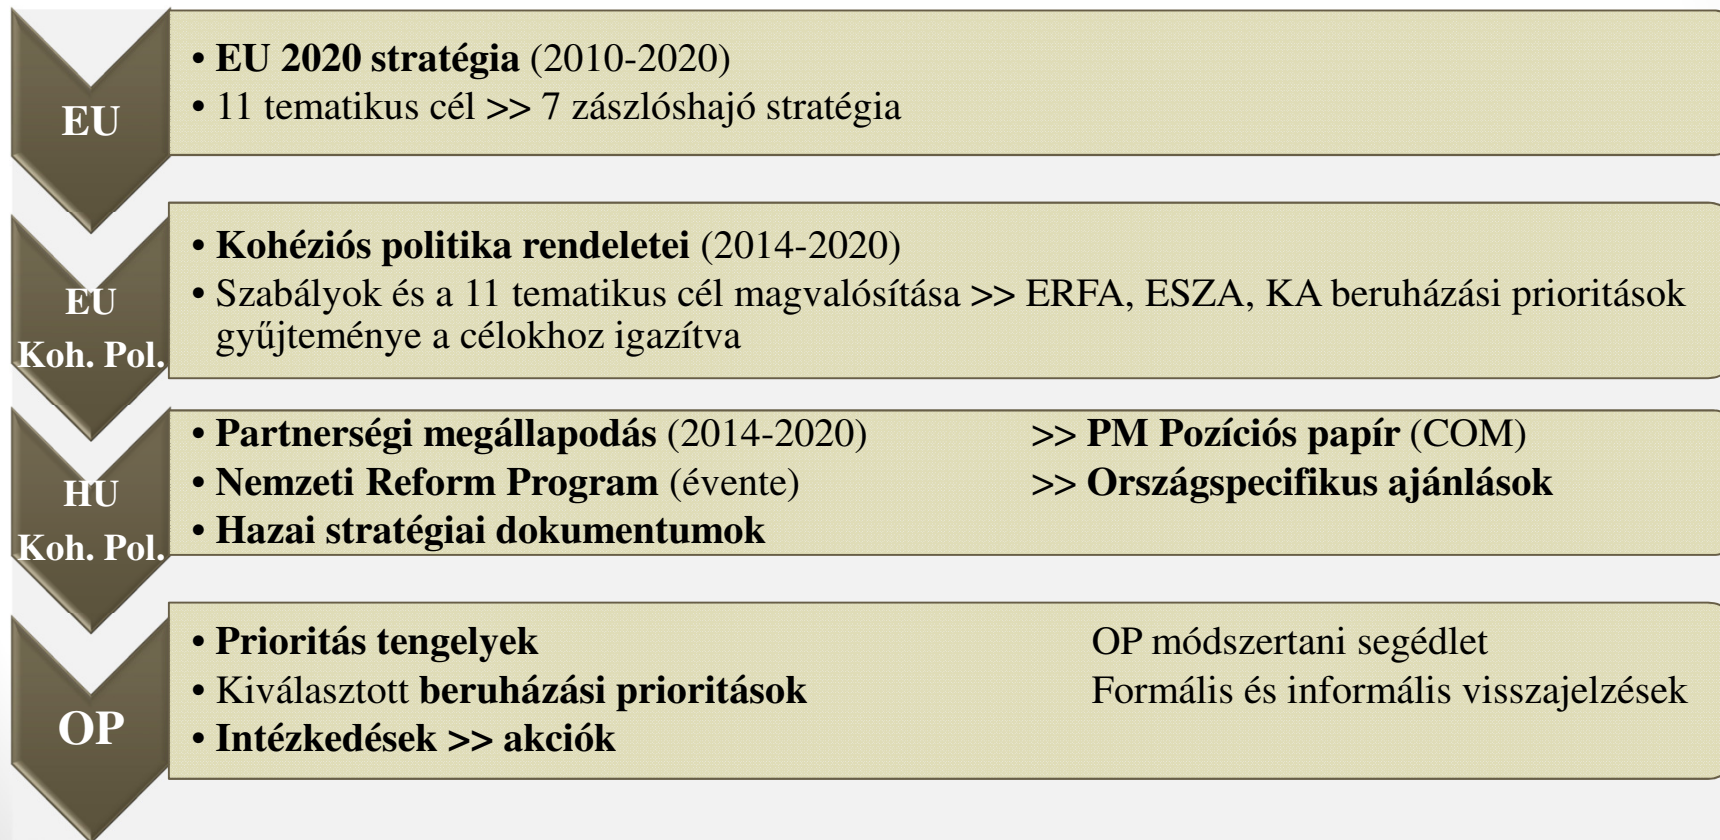 EU
• EU 2020 stratégia (2010-2020)
• 11 tematikus cél >> 7 zászlóshajó stratégia
EU
Koh. Pol.
• Kohéziós politika rendeletei (2014-2020)
• Szabályok és a 11 tematikus cél magvalósítása >> ERFA, ESZA, KA beruházási prioritások
gyűjteménye a célokhoz igazítva
HU
Koh. Pol.
• Partnerségi megállapodás (2014-2020) >> PM Pozíciós papír (COM)
• Nemzeti Reform Program (évente) >> Országspecifikus ajánlások
• Hazai stratégiai dokumentumok
OP
• Prioritás tengelyek OP módszertani segédlet
• Kiválasztott beruházási prioritások Formális és informális visszajelzések
• Intézkedések >> akciók